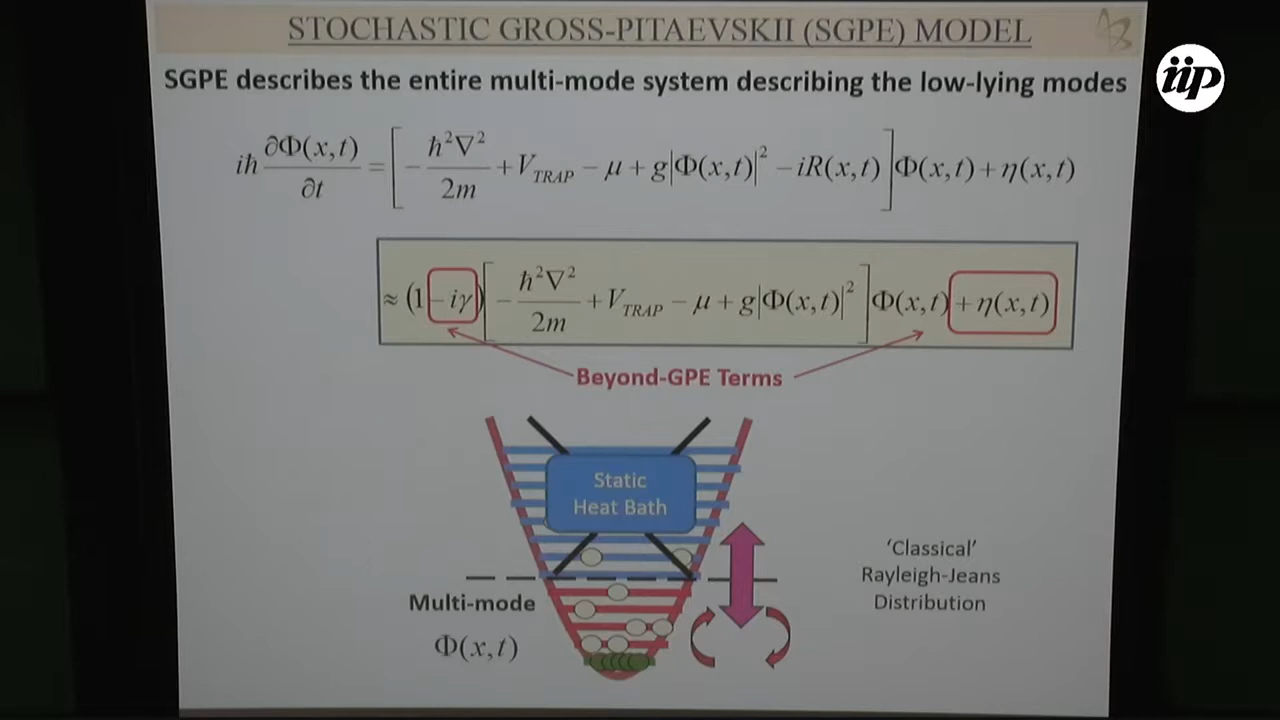 STOCHASTIC GROSS-PITAEVSKII (SGPE) MODEL
iip
SGPE describes the entire multi-mode system describing the low-lying modes
iħ ∂Φ(x,t)/∂t = [ − ħ²∇²/2m + V_TRAP − μ + g|Φ(x,t)|² − iR(x,t) ] Φ(x,t) + η(x,t)
≈ (1 − iγ) [ − ħ²∇²/2m + V_TRAP − μ + g|Φ(x,t)|² ] Φ(x,t) + η(x,t)
Beyond-GPE Terms
Static
Heat Bath
'Classical'
Rayleigh-Jeans
Distribution
Multi-mode
Φ(x,t)